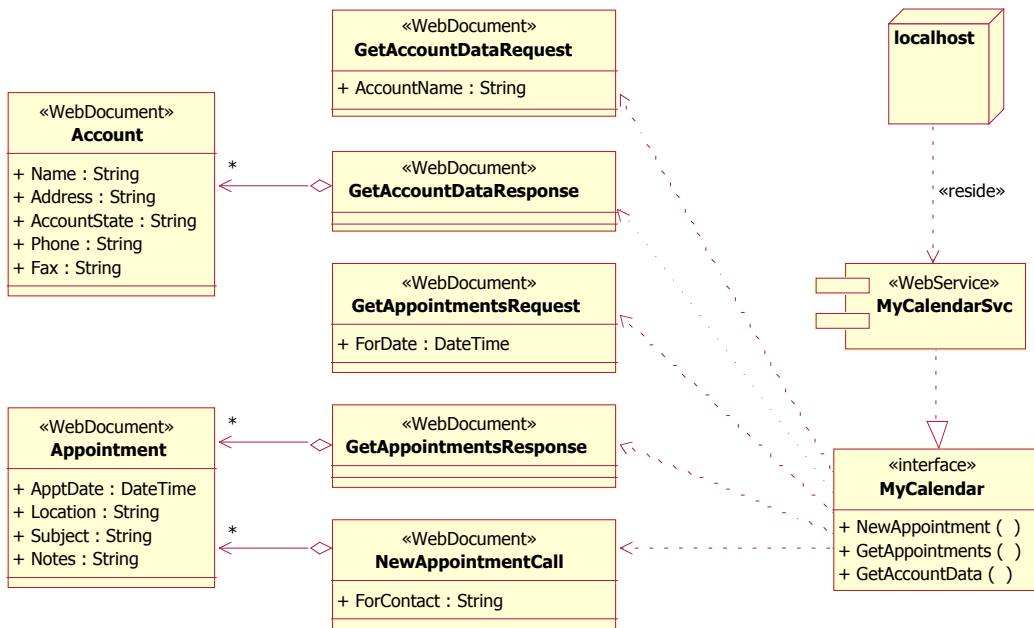 «WebDocument»
GetAccountDataRequest
+ AccountName : String
localhost
«WebDocument»
Account
+ Name : String
+ Address : String
+ AccountState : String
+ Phone : String
+ Fax : String
*
«WebDocument»
GetAccountDataResponse
«reside»
«WebDocument»
GetAppointmentsRequest
+ ForDate : DateTime
«WebService»
MyCalendarSvc
«WebDocument»
Appointment
+ ApptDate : DateTime
+ Location : String
+ Subject : String
+ Notes : String
*
«WebDocument»
GetAppointmentsResponse
*
«WebDocument»
NewAppointmentCall
+ ForContact : String
«interface»
MyCalendar
+ NewAppointment ( )
+ GetAppointments ( )
+ GetAccountData ( )